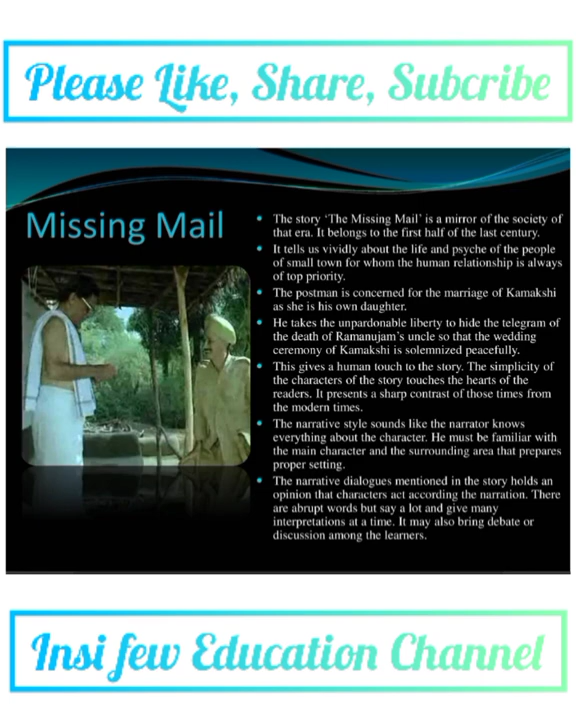 Please Like, Share, Subcribe
Missing Mail
• The story ‘The Missing Mail’ is a mirror of the society of
that era. It belongs to the first half of the last century.
• It tells us vividly about the life and psyche of the people
of small town for whom the human relationship is always
of top priority.
• The postman is concerned for the marriage of Kamakshi
as she is his own daughter.
• He takes the unpardonable liberty to hide the telegram of
the death of Ramanujam’s uncle so that the wedding
ceremony of Kamakshi is solemnized peacefully.
• This gives a human touch to the story. The simplicity of
the characters of the story touches the hearts of the
readers. It presents a sharp contrast of those times from
the modern times.
• The narrative style sounds like the narrator knows
everything about the character. He must be familiar with
the main character and the surrounding area that prepares
proper setting.
• The narrative dialogues mentioned in the story holds an
opinion that characters act according the narration. There
are abrupt words but say a lot and give many
interpretations at a time. It may also bring debate or
discussion among the learners.
Insi few Education Channel